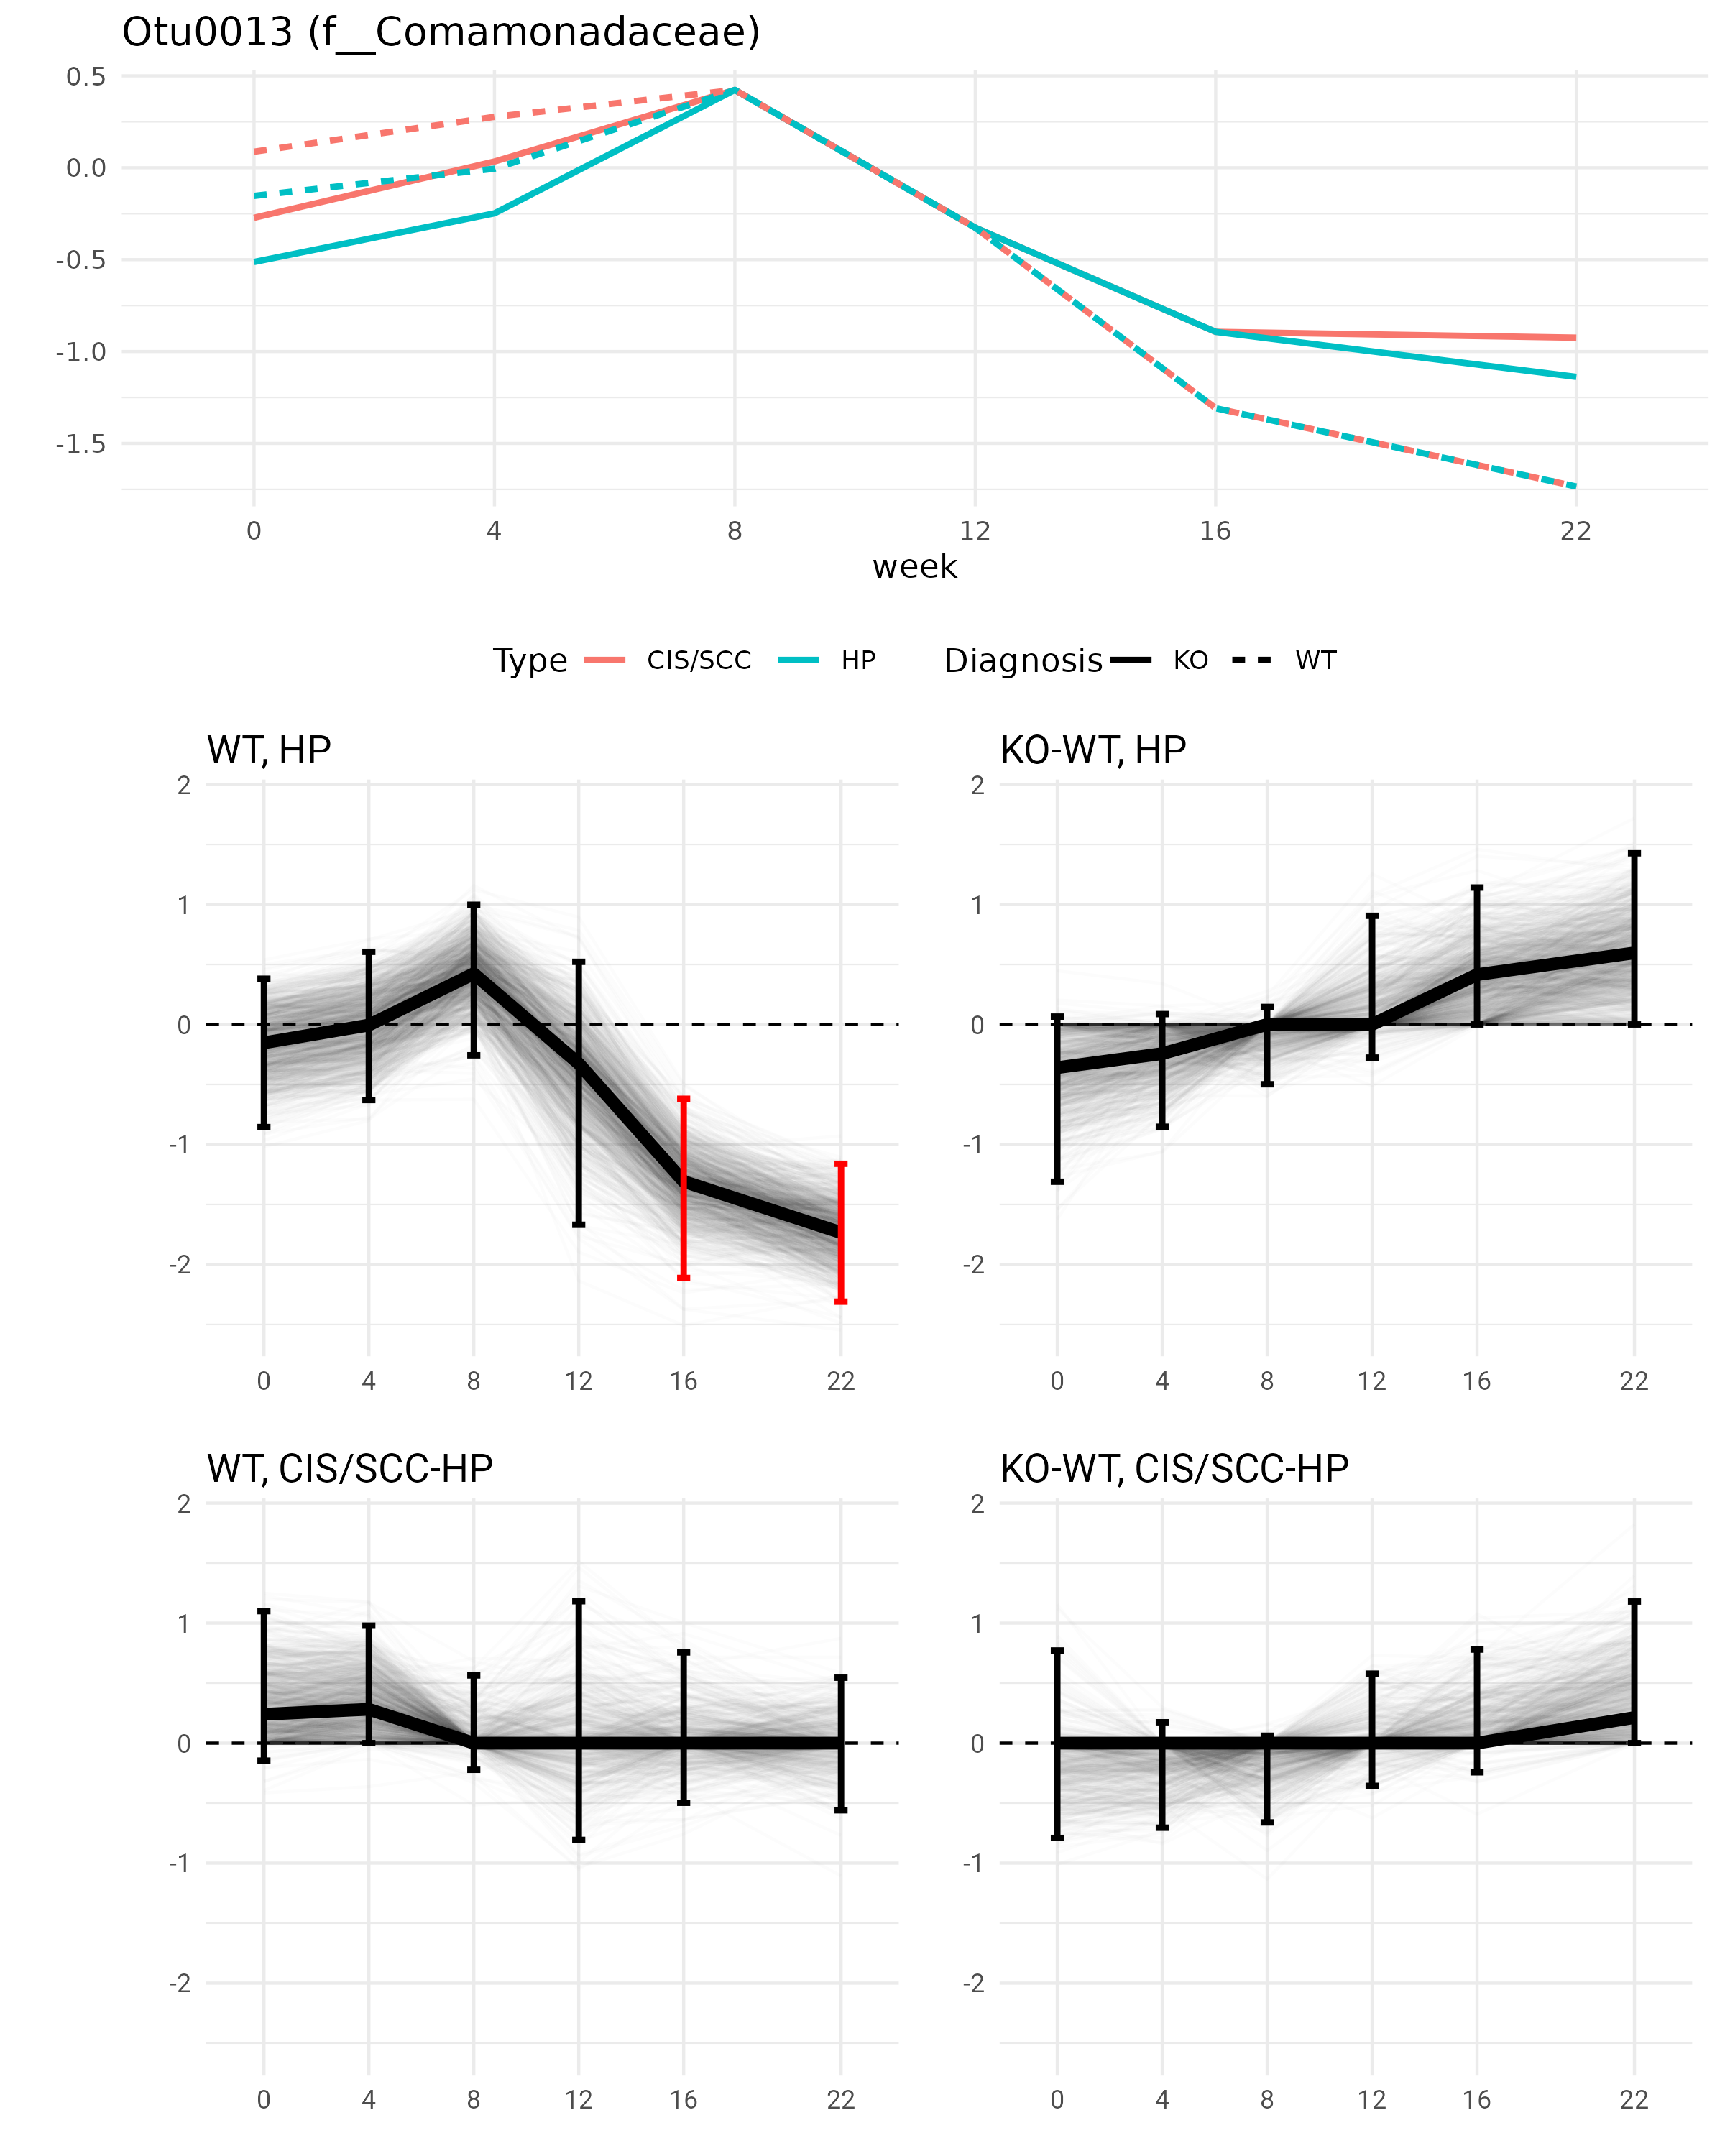 Otu0013 (f__Comamonadaceae)
0.5
0.0
-0.5
-1.0
-1.5
0 4 8 12 16 22
week
Type CIS/SCC HP Diagnosis KO WT
WT, HP
2
1
0
-1
-2
0 4 8 12 16 22
KO-WT, HP
2
1
0
-1
-2
0 4 8 12 16 22
WT, CIS/SCC-HP
2
1
0
-1
-2
0 4 8 12 16 22
KO-WT, CIS/SCC-HP
2
1
0
-1
-2
0 4 8 12 16 22